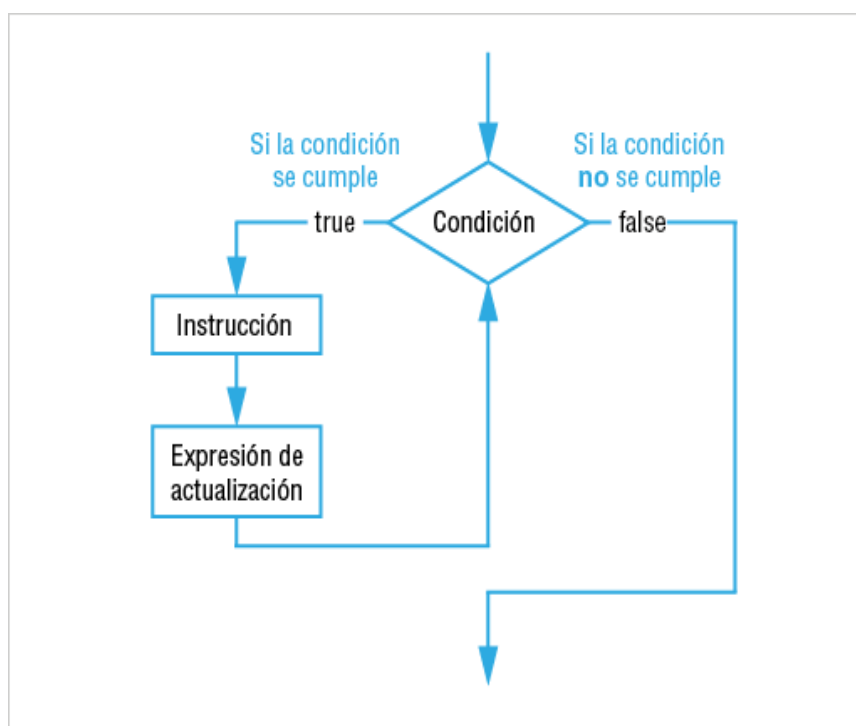 Si la condición
se cumple
Si la condición
no se cumple
true
Condición
false
Instrucción
Expresión de
actualización